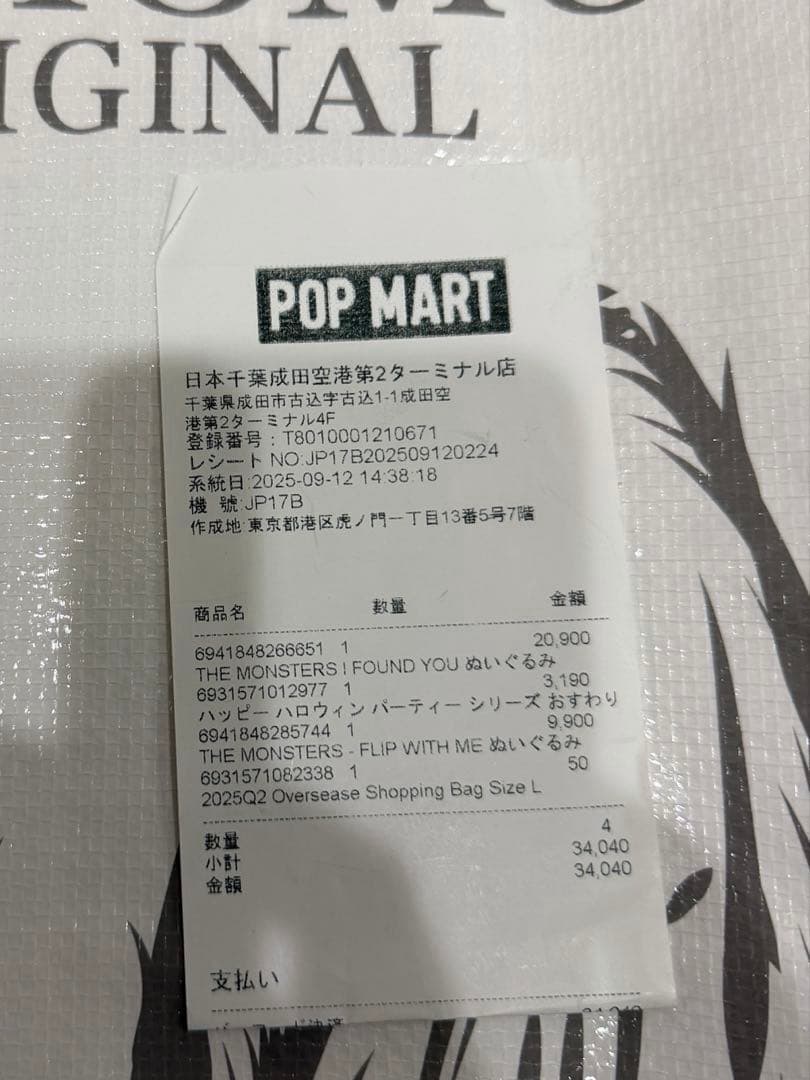 IGINAL
POP MART
日本千葉成田空港第2ターミナル店
千葉県成田市古込字古込1-1成田空
港第2ターミナル4F
登録番号：T8010001210671
レシート NO:JP17B202509120224
系統日:2025-09-12 14:38:18
機 號:JP17B
作成地:東京都港区虎ノ門一丁目13番5号7階
商品名 數量 金額
6941848266651 1 20,900
THE MONSTERS I FOUND YOU ぬいぐるみ
6931571012977 1 3,190
ハッピー ハロウィン パーティー シリーズ おすわり
6941848285744 1 9,900
THE MONSTERS - FLIP WITH ME ぬいぐるみ
6931571082338 1 50
2025Q2 Oversease Shopping Bag Size L
数量 4
小計 34,040
金額 34,040
支払い